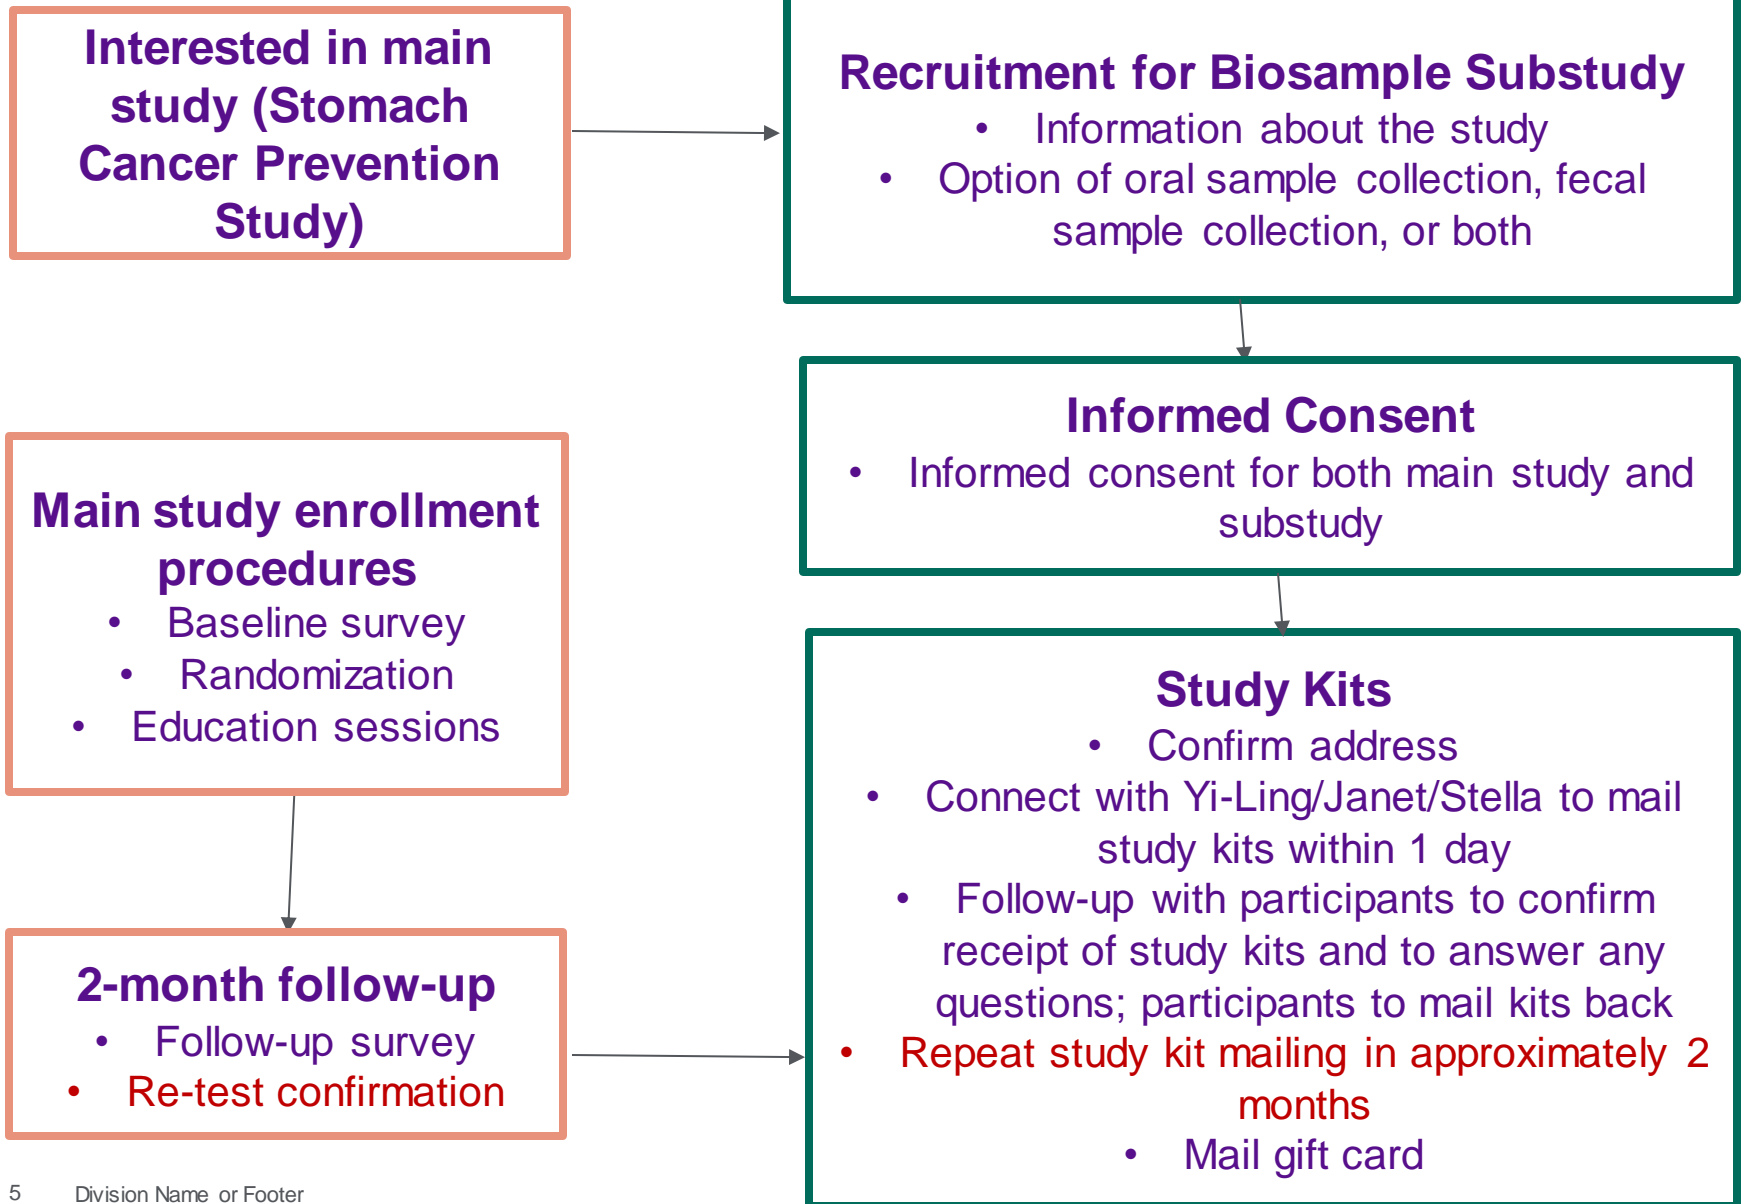 Interested in main
study (Stomach
Cancer Prevention
Study)
Recruitment for Biosample Substudy
• Information about the study
• Option of oral sample collection, fecal
sample collection, or both
Informed Consent
• Informed consent for both main study and
substudy
Main study enrollment
procedures
• Baseline survey
• Randomization
• Education sessions
Study Kits
• Confirm address
• Connect with Yi-Ling/Janet/Stella to mail
study kits within 1 day
• Follow-up with participants to confirm
receipt of study kits and to answer any
questions; participants to mail kits back
• Repeat study kit mailing in approximately 2
months
• Mail gift card
2-month follow-up
• Follow-up survey
• Re-test confirmation
5 Division Name or Footer